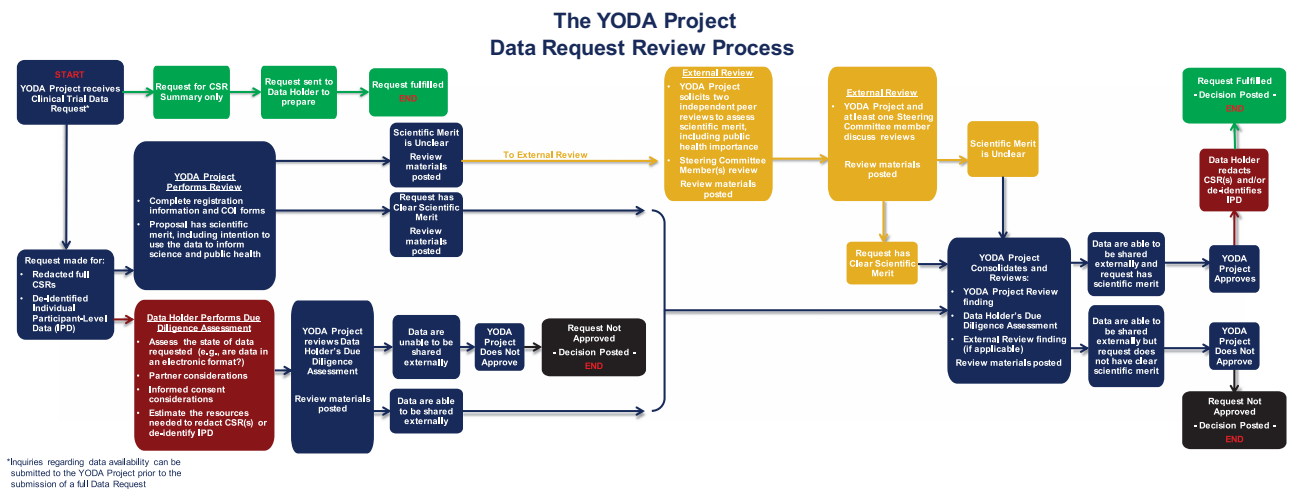 The YODA Project
Data Request Review Process
START
YODA Project receives
Clinical Trial Data
Request*
Request for CSR
Summary only
Request sent to
Data Holder to
prepare
Request fulfilled
END
Request made for:
• Redacted full
CSRs
• De-Identified
Individual
Participant-Level
Data (IPD)
YODA Project
Performs Review
• Complete registration
information and COI forms
• Proposal has scientific
merit, including intention to
use the data to inform
science and public health
Scientific Merit
is Unclear
Review
materials
posted
To External Review
Request has
Clear Scientific
Merit
Review
materials
posted
Data Holder Performs Due
Diligence Assessment
• Assess the state of data
requested (e.g., are data in
an electronic format?)
• Partner considerations
• Informed consent
considerations
• Estimate the resources
needed to redact CSR(s) or
de-identify IPD
YODA Project
reviews Data
Holder's Due
Diligence
Assessment
Review materials
posted
Data are
unable to be
shared
externally
YODA
Project
Does Not
Approve
Request Not
Approved
- Decision Posted -
END
Data are able
to be shared
externally
External Review
• YODA Project
solicits two
independent peer
reviews to assess
scientific merit,
including public
health importance
• Steering Committee
Member(s) review
Review materials
posted
External Review
• YODA Project and
at least one Steering
Committee member
discuss reviews
Review materials
posted
Scientific Merit
is Unclear
Request has
Clear Scientific
Merit
YODA Project
Consolidates and
Reviews:
• YODA Project Review
finding
• Data Holder's Due
Diligence Assessment
• External Review finding
(if applicable)
Review materials posted
Data are able to
be shared
externally and
request has
scientific merit
YODA
Project
Approves
Data Holder
redacts
CSR(s) and/or
de-identifies
IPD
Request Fulfilled
- Decision Posted -
END
Data are able to
be shared
externally but
request does
not have clear
scientific merit
YODA
Project
Does Not
Approve
Request Not
Approved
- Decision Posted -
END
*Inquiries regarding data availability can be
submitted to the YODA Project prior to the
submission of a full Data Request